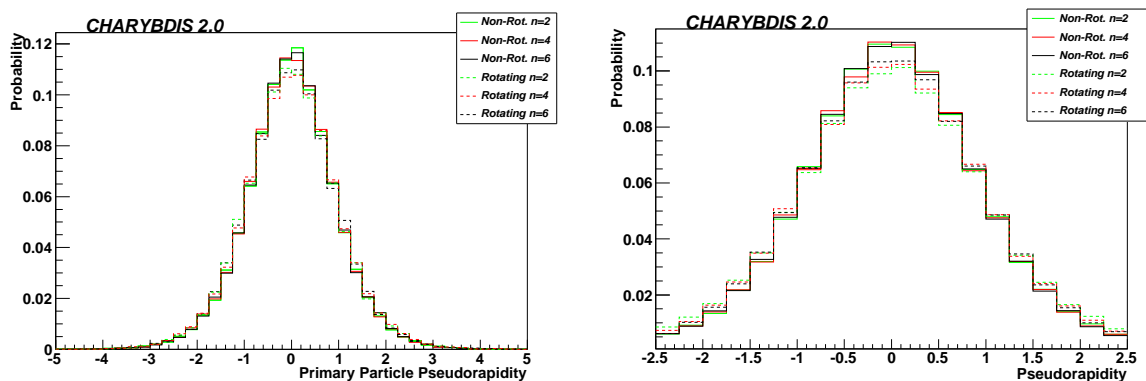 CHARYBDIS 2.0
Probability
0.12
0.1
0.08
0.06
0.04
0.02
0
-5 -4 -3 -2 -1 0 1 2 3 4 5
Primary Particle Pseudorapidity
Non-Rot. n=2
Non-Rot. n=4
Non-Rot. n=6
Rotating n=2
Rotating n=4
Rotating n=6
CHARYBDIS 2.0
Probability
0.1
0.08
0.06
0.04
0.02
-2.5 -2 -1.5 -1 -0.5 0 0.5 1 1.5 2 2.5
Pseudorapidity
Non-Rot. n=2
Non-Rot. n=4
Non-Rot. n=6
Rotating n=2
Rotating n=4
Rotating n=6